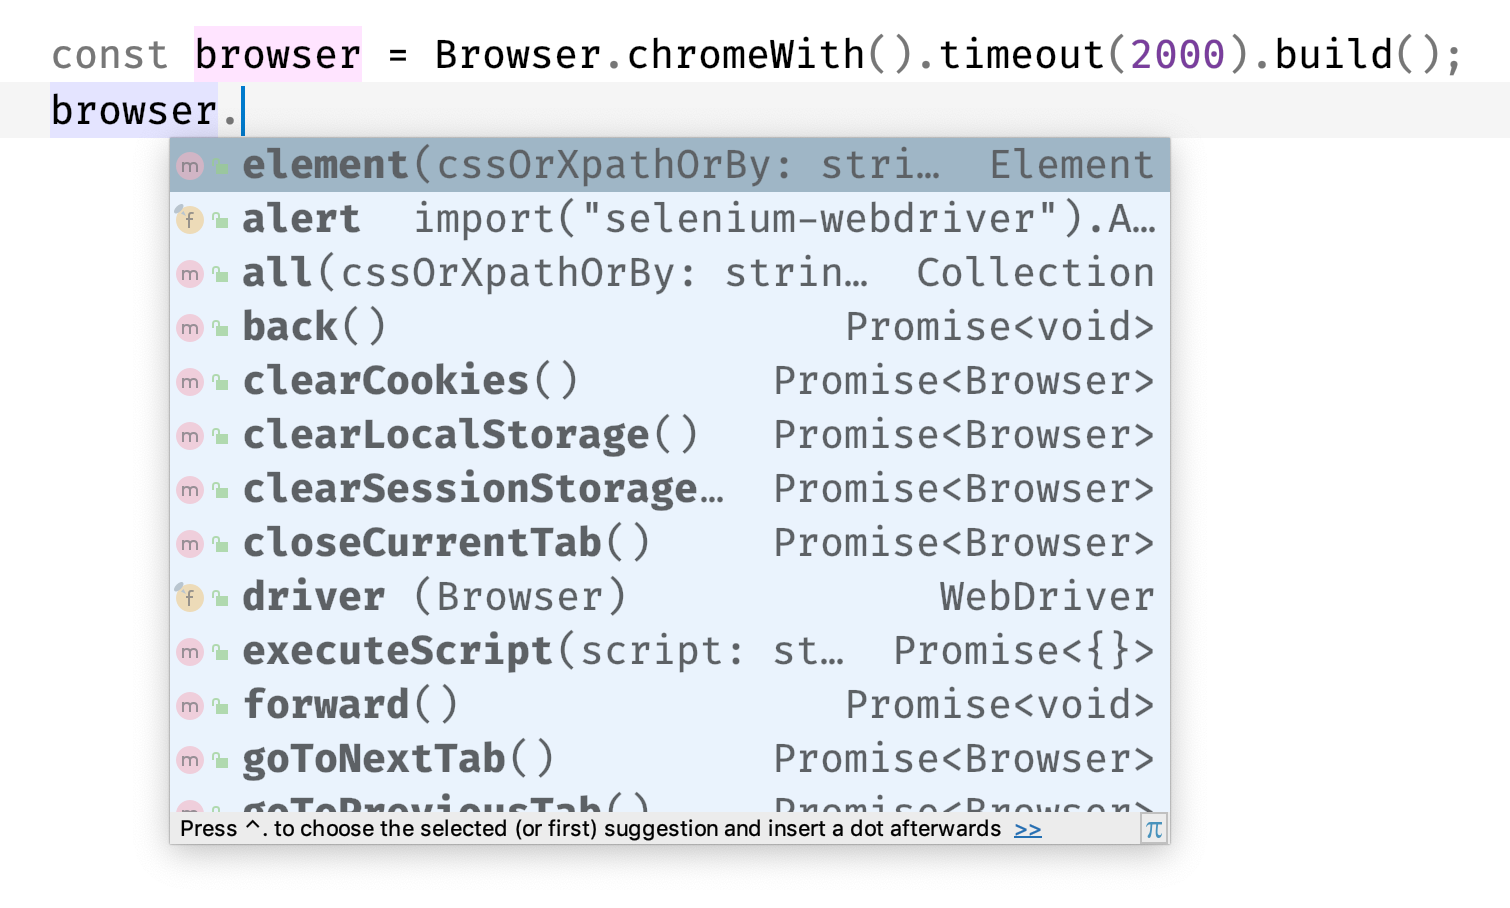 const browser = Browser.chromeWith().timeout(2000).build();
browser.
m element(cssOrXpathOrBy: stri… Element
f alert import("selenium-webdriver").A…
m all(cssOrXpathOrBy: strin… Collection
m back() Promise<void>
m clearCookies() Promise<Browser>
m clearLocalStorage() Promise<Browser>
m clearSessionStorage… Promise<Browser>
m closeCurrentTab() Promise<Browser>
f driver (Browser) WebDriver
m executeScript(script: st… Promise<{}>
m forward() Promise<void>
m goToNextTab() Promise<Browser>
goToPreviousTab() Promise<Browser>
Press ^. to choose the selected (or first) suggestion and insert a dot afterwards >> π